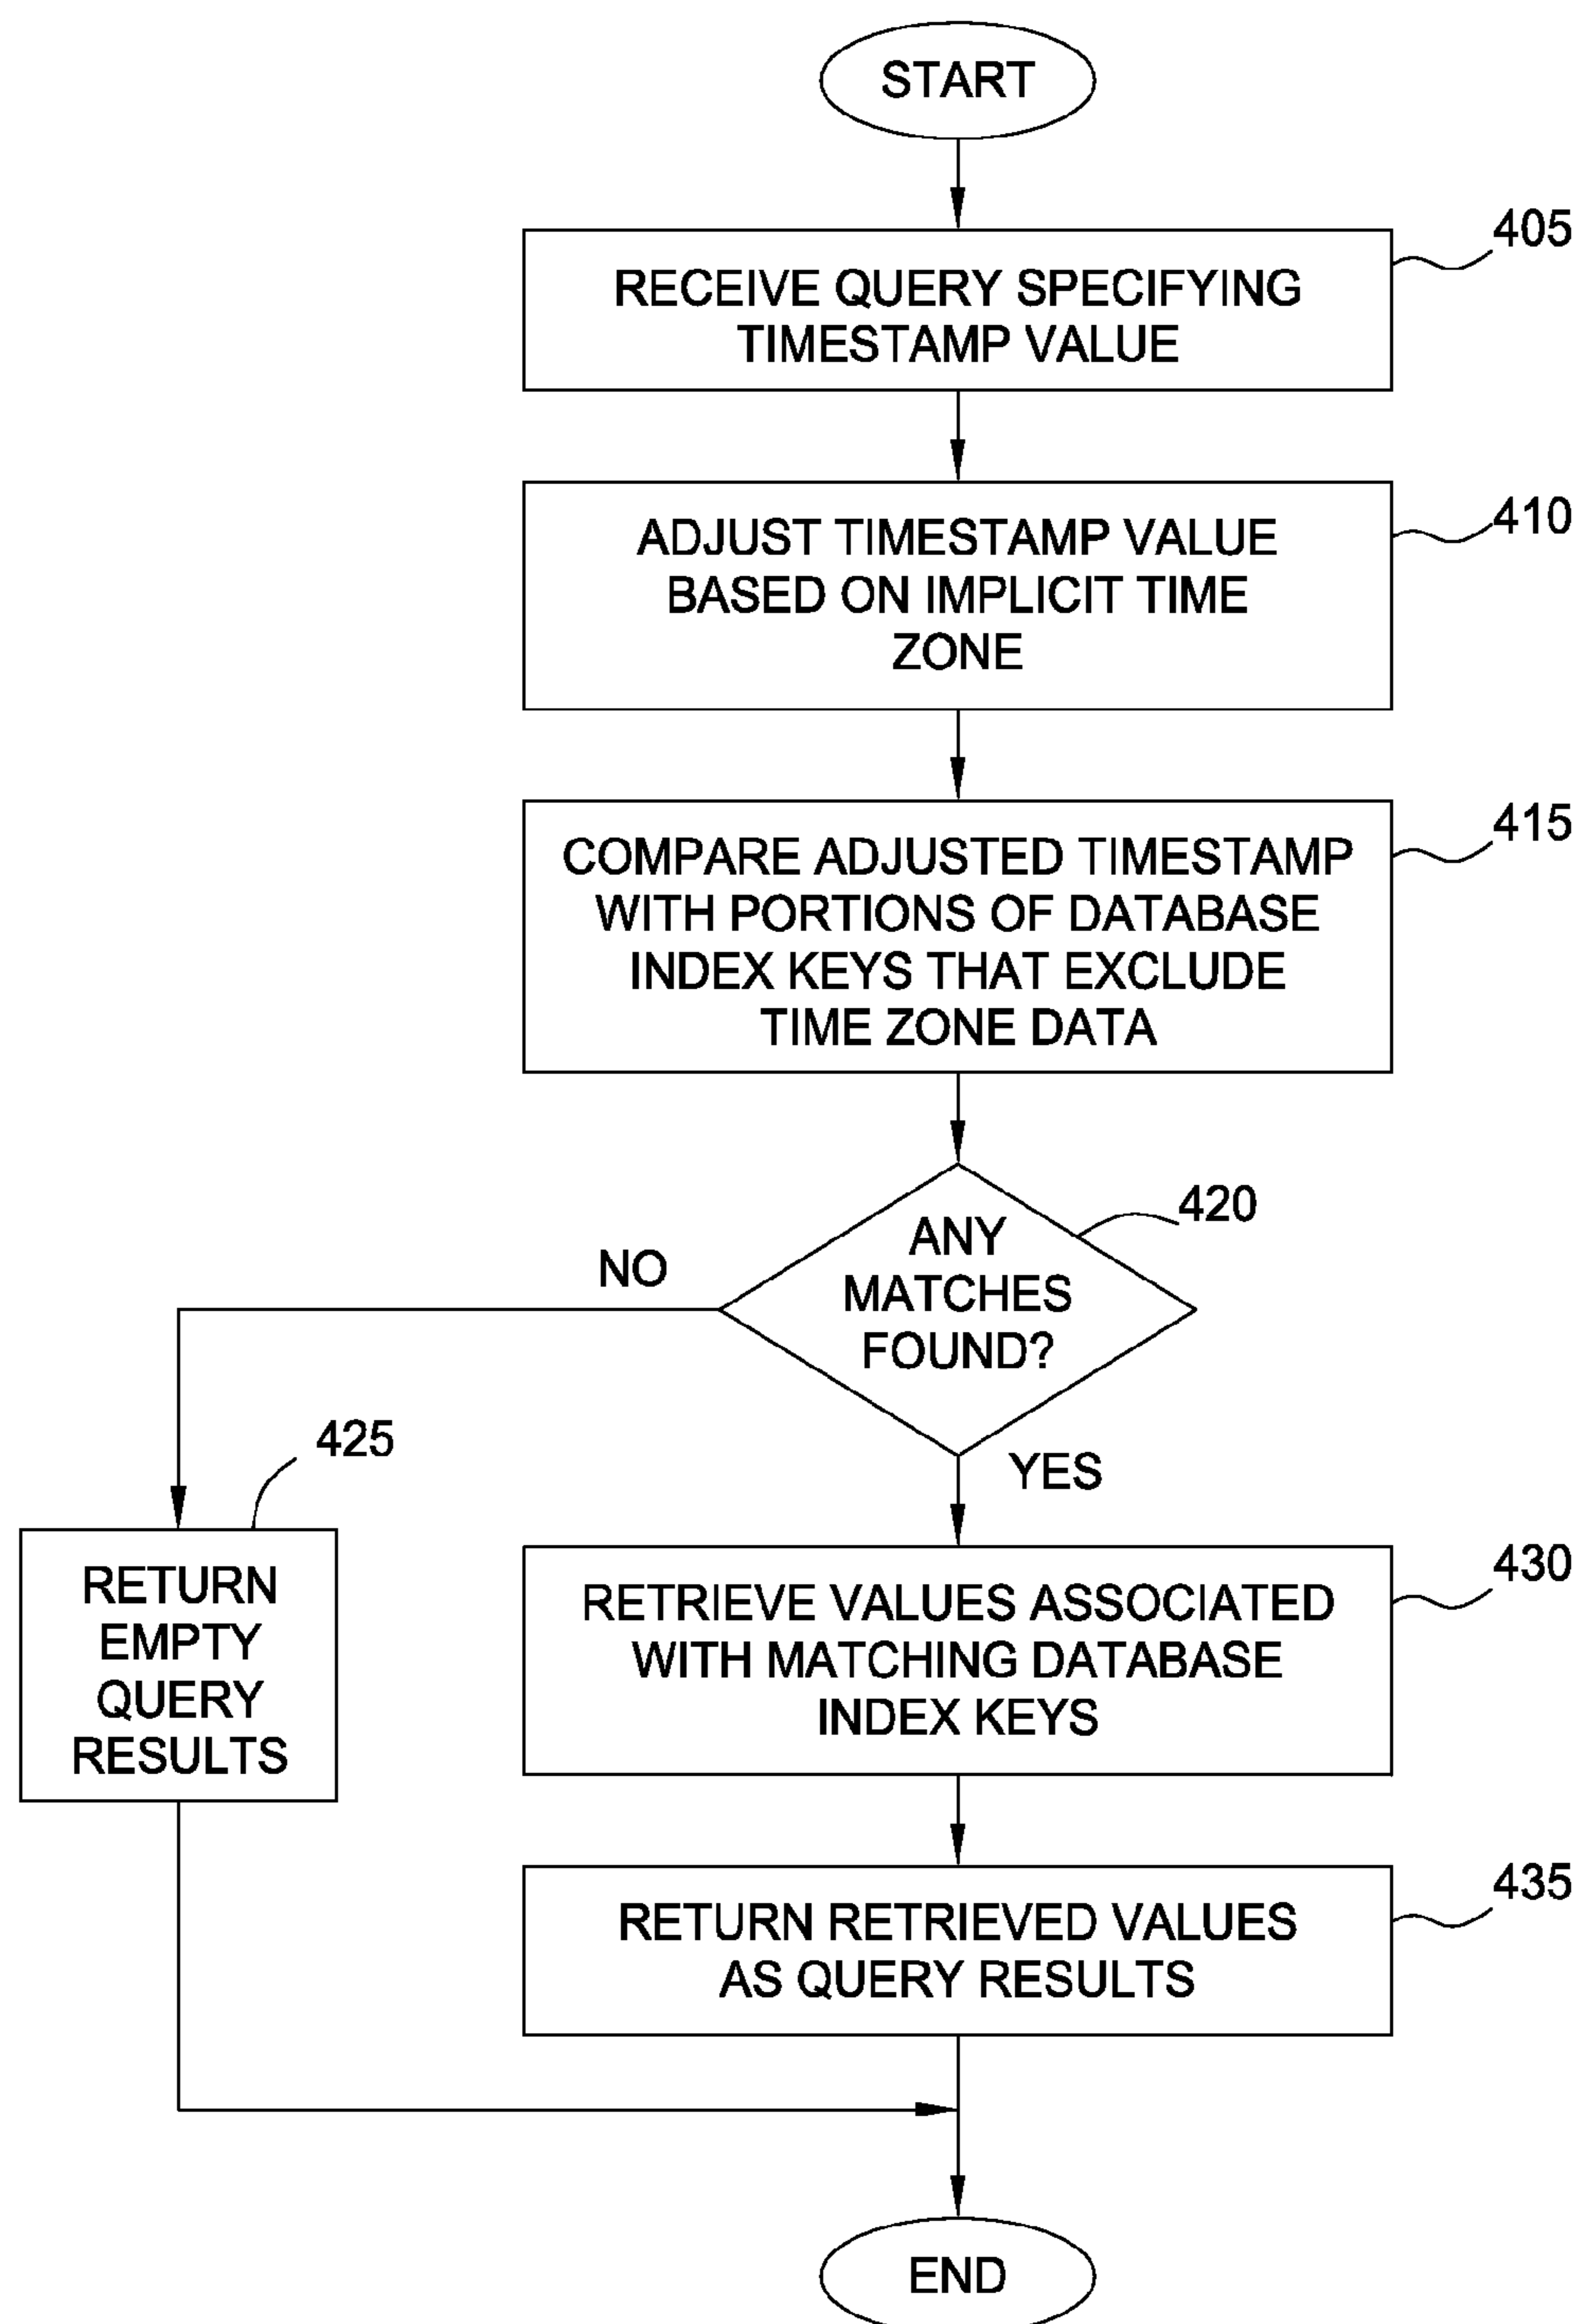 START
405
RECEIVE QUERY SPECIFYING
TIMESTAMP VALUE
410
ADJUST TIMESTAMP VALUE
BASED ON IMPLICIT TIME
ZONE
415
COMPARE ADJUSTED TIMESTAMP
WITH PORTIONS OF DATABASE
INDEX KEYS THAT EXCLUDE
TIME ZONE DATA
420
ANY
MATCHES
FOUND?
NO
YES
425
RETURN
EMPTY
QUERY
RESULTS
430
RETRIEVE VALUES ASSOCIATED
WITH MATCHING DATABASE
INDEX KEYS
435
RETURN RETRIEVED VALUES
AS QUERY RESULTS
END